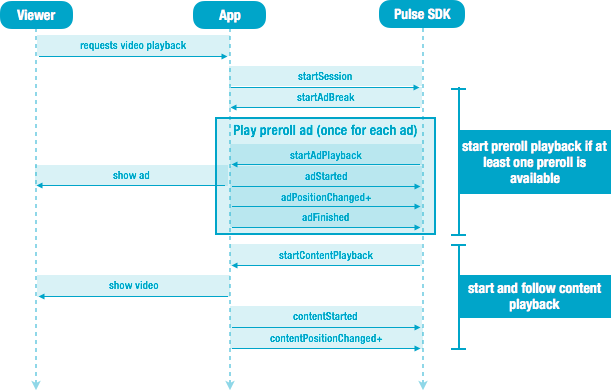 Viewer
App
Pulse SDK
requests video playback
startSession
startAdBreak
Play preroll ad (once for each ad)
startAdPlayback
show ad
adStarted
adPositionChanged+
adFinished
start preroll playback if at
least one preroll is
available
startContentPlayback
show video
contentStarted
contentPositionChanged+
start and follow content
playback